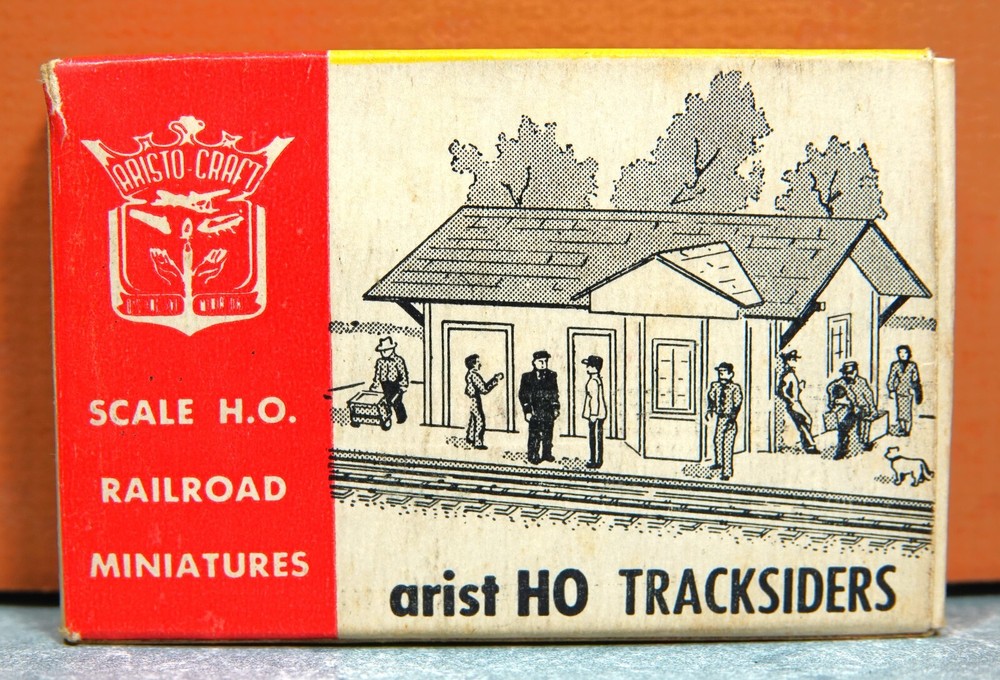 ARISTO-CRAFT
SCALE H.O.
RAILROAD
MINIATURES
arist HO TRACKSIDERS